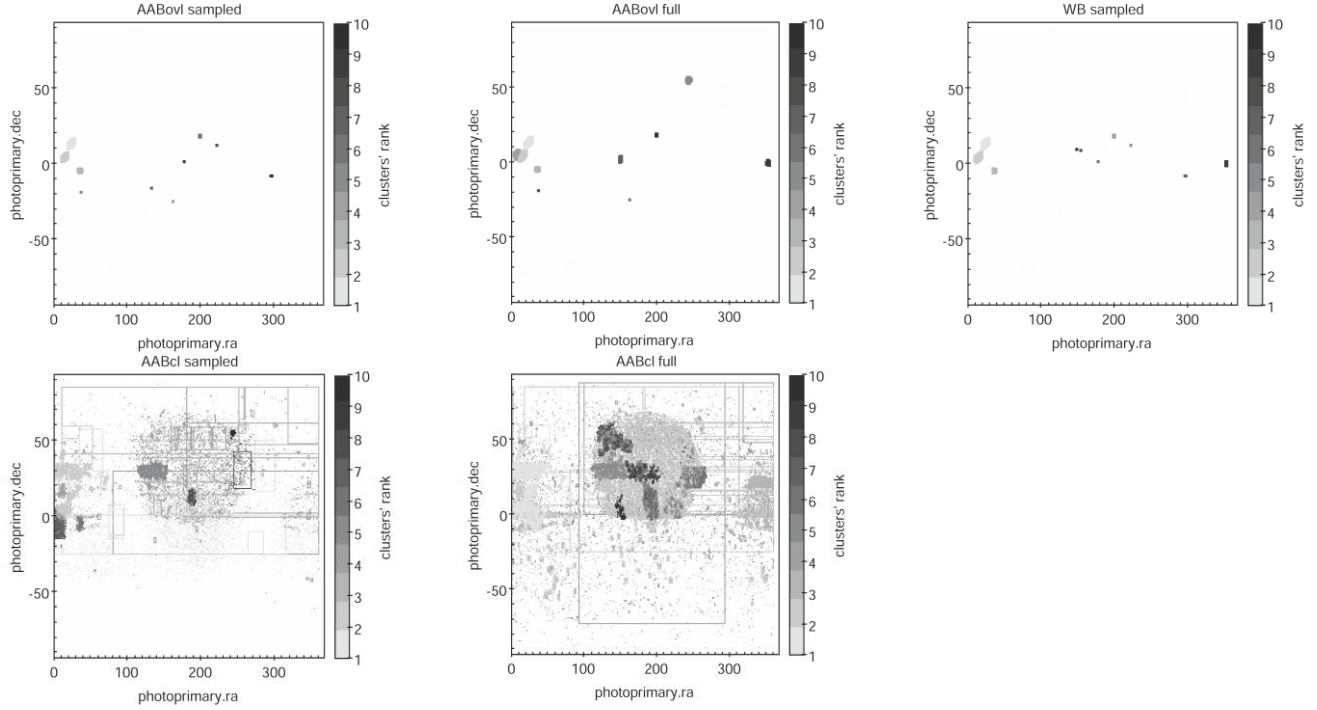 AABovl sampled
10
9
8
7
6
5
4
3
2
1
clusters' rank
50
0
-50
photoprimary.dec
0 100 200 300
photoprimary.ra
AABovl full
10
9
8
7
6
5
4
3
2
1
clusters' rank
50
0
-50
photoprimary.dec
0 100 200 300
photoprimary.ra
WB sampled
10
9
8
7
6
5
4
3
2
1
clusters' rank
50
0
-50
photoprimary.dec
0 100 200 300
photoprimary.ra
AABcl sampled
10
9
8
7
6
5
4
3
2
1
clusters' rank
50
0
-50
photoprimary.dec
0 100 200 300
photoprimary.ra
AABcl full
10
9
8
7
6
5
4
3
2
1
clusters' rank
50
0
-50
photoprimary.dec
0 100 200 300
photoprimary.ra